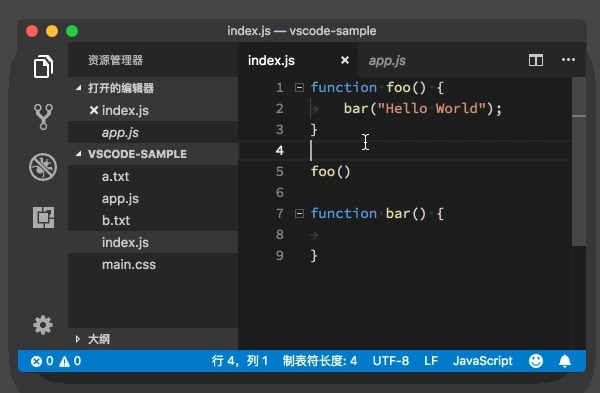 index.js — vscode-sample
资源管理器
打开的编辑器
index.js
app.js
VSCODE-SAMPLE
a.txt
app.js
b.txt
index.js
main.css
大纲
index.js app.js
1 function foo() {
2 bar("Hello World");
3 }
4
5 foo()
6
7 function bar() {
8
9 }
0 0 行 4，列 1 制表符长度: 4 UTF-8 LF JavaScript